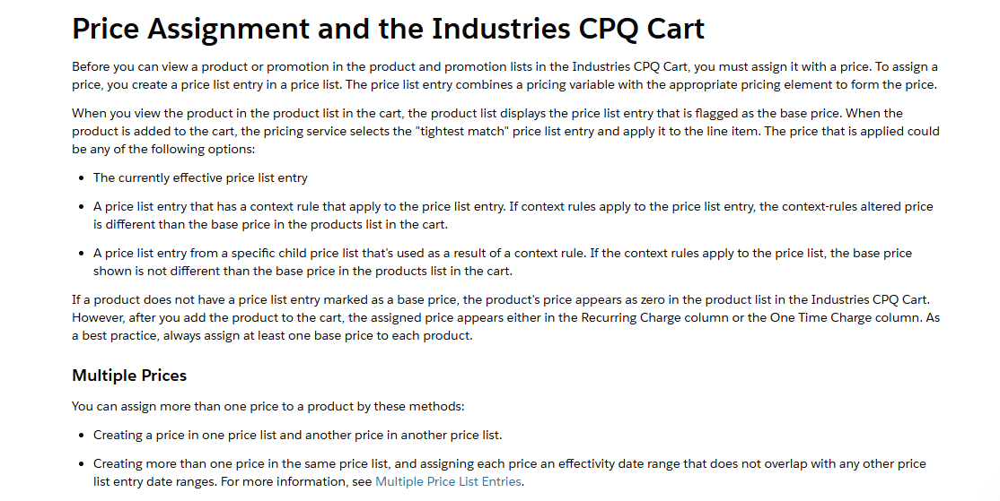 Price Assignment and the Industries CPQ Cart
Before you can view a product or promotion in the product and promotion lists in the Industries CPQ Cart, you must assign it with a price. To assign a
price, you create a price list entry in a price list. The price list entry combines a pricing variable with the appropriate pricing element to form the price.
When you view the product in the product list in the cart, the product list displays the price list entry that is flagged as the base price. When the
product is added to the cart, the pricing service selects the "tightest match" price list entry and apply it to the line item. The price that is applied could
be any of the following options:
• The currently effective price list entry
• A price list entry that has a context rule that apply to the price list entry. If context rules apply to the price list entry, the context-rules altered price
is different than the base price in the products list in the cart.
• A price list entry from a specific child price list that's used as a result of a context rule. If the context rules apply to the price list, the base price
shown is not different than the base price in the products list in the cart.
If a product does not have a price list entry marked as a base price, the product's price appears as zero in the product list in the Industries CPQ Cart.
However, after you add the product to the cart, the assigned price appears either in the Recurring Charge column or the One Time Charge column. As
a best practice, always assign at least one base price to each product.
Multiple Prices
You can assign more than one price to a product by these methods:
• Creating a price in one price list and another price in another price list.
• Creating more than one price in the same price list, and assigning each price an effectivity date range that does not overlap with any other price
list entry date ranges. For more information, see Multiple Price List Entries.